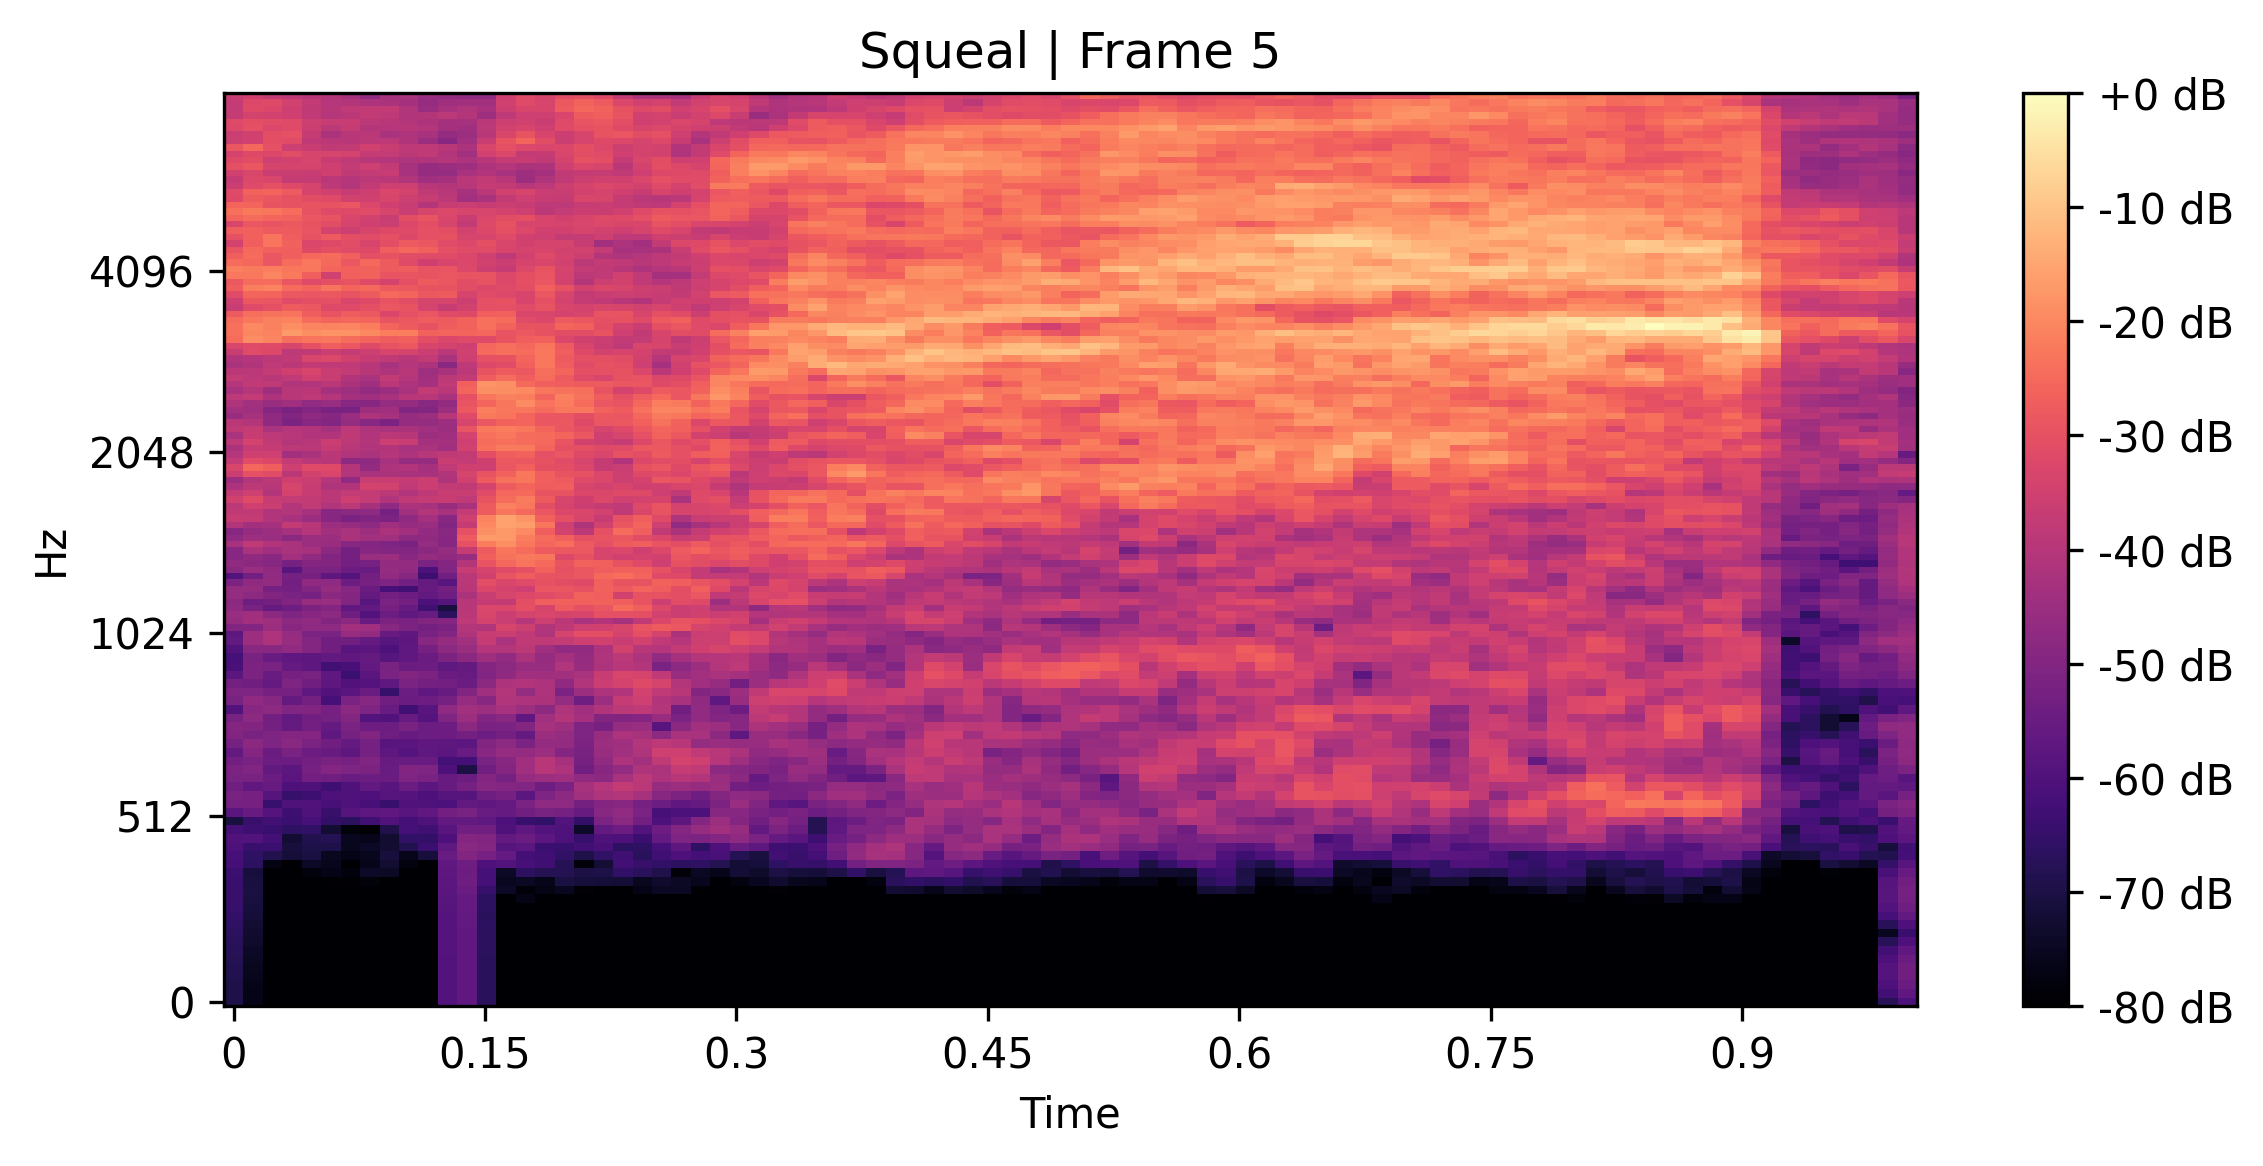 Squeal | Frame 5
+0 dB
-10 dB
4096
-20 dB
-30 dB
2048
Hz
-40 dB
1024
-50 dB
-60 dB
512
-70 dB
0
-80 dB
0 0.15 0.3 0.45 0.6 0.75 0.9
Time